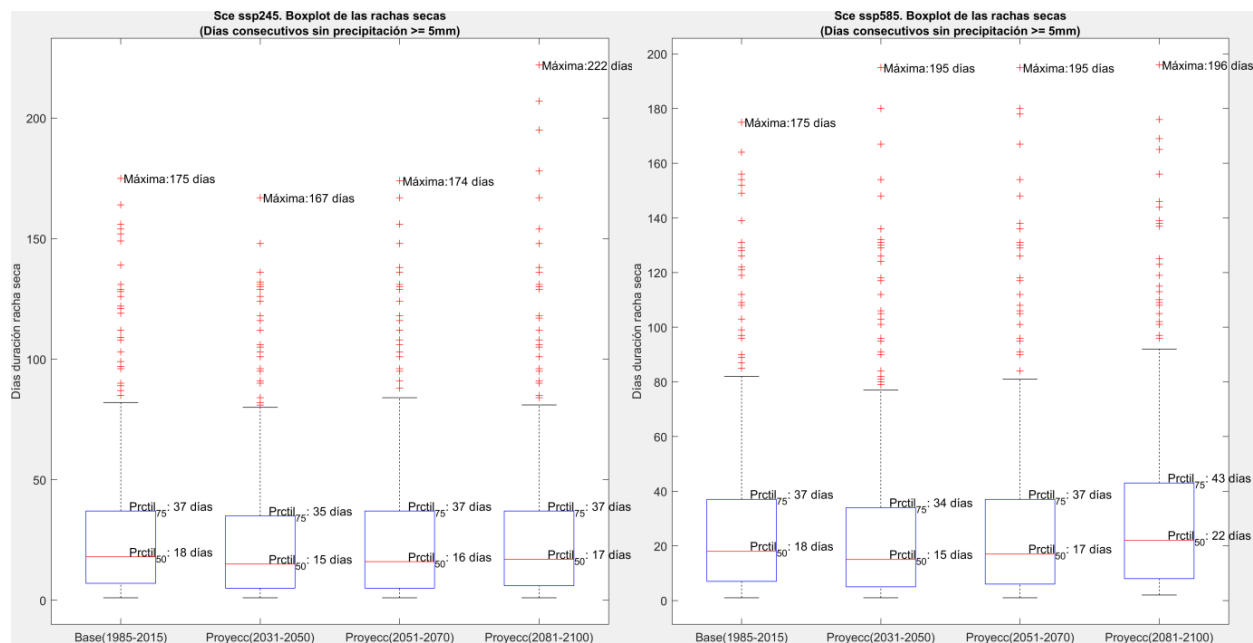 Sce ssp245. Boxplot de las rachas secas
(Días consecutivos sin precipitación >= 5mm)
Días duración racha seca
200
150
100
50
0
Máxima:175 días
Máxima:167 días
Máxima:174 días
Máxima:222 días
Prctil75: 37 días
Prctil50: 18 días
Prctil75: 35 días
Prctil50: 15 días
Prctil75: 37 días
Prctil50: 16 días
Prctil75: 37 días
Prctil50: 17 días
Base(1985-2015)
Proyecc(2031-2050)
Proyecc(2051-2070)
Proyecc(2081-2100)
Sce ssp585. Boxplot de las rachas secas
(Días consecutivos sin precipitación >= 5mm)
Días duración racha seca
200
180
160
140
120
100
80
60
40
20
0
Máxima:175 días
Máxima:195 días
Máxima:195 días
Máxima:196 días
Prctil75: 37 días
Prctil50: 18 días
Prctil75: 34 días
Prctil50: 15 días
Prctil75: 37 días
Prctil50: 17 días
Prctil75: 43 días
Prctil50: 22 días
Base(1985-2015)
Proyecc(2031-2050)
Proyecc(2051-2070)
Proyecc(2081-2100)